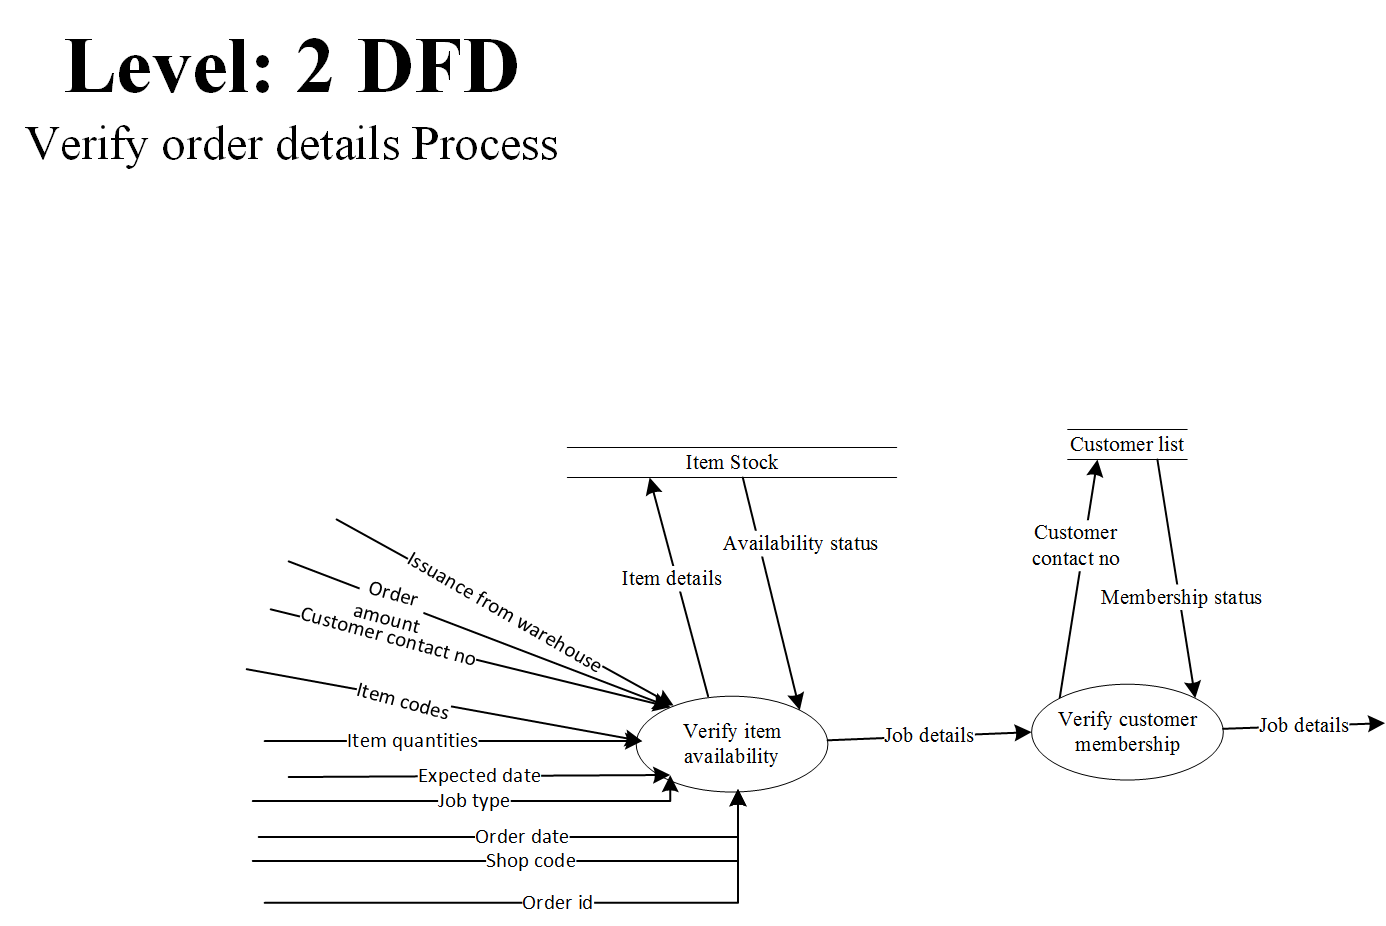 Level: 2 DFD
Verify order details Process
Customer list
Item Stock
Customer
contact no
Availability status
Issuance from warehouse
Item details
Order
amount
Membership status
Customer contact no
Item codes
Verify item
availability
Verify customer
membership
Job details
Job details
Item quantities
Expected date
Job type
Order date
Shop code
Order id